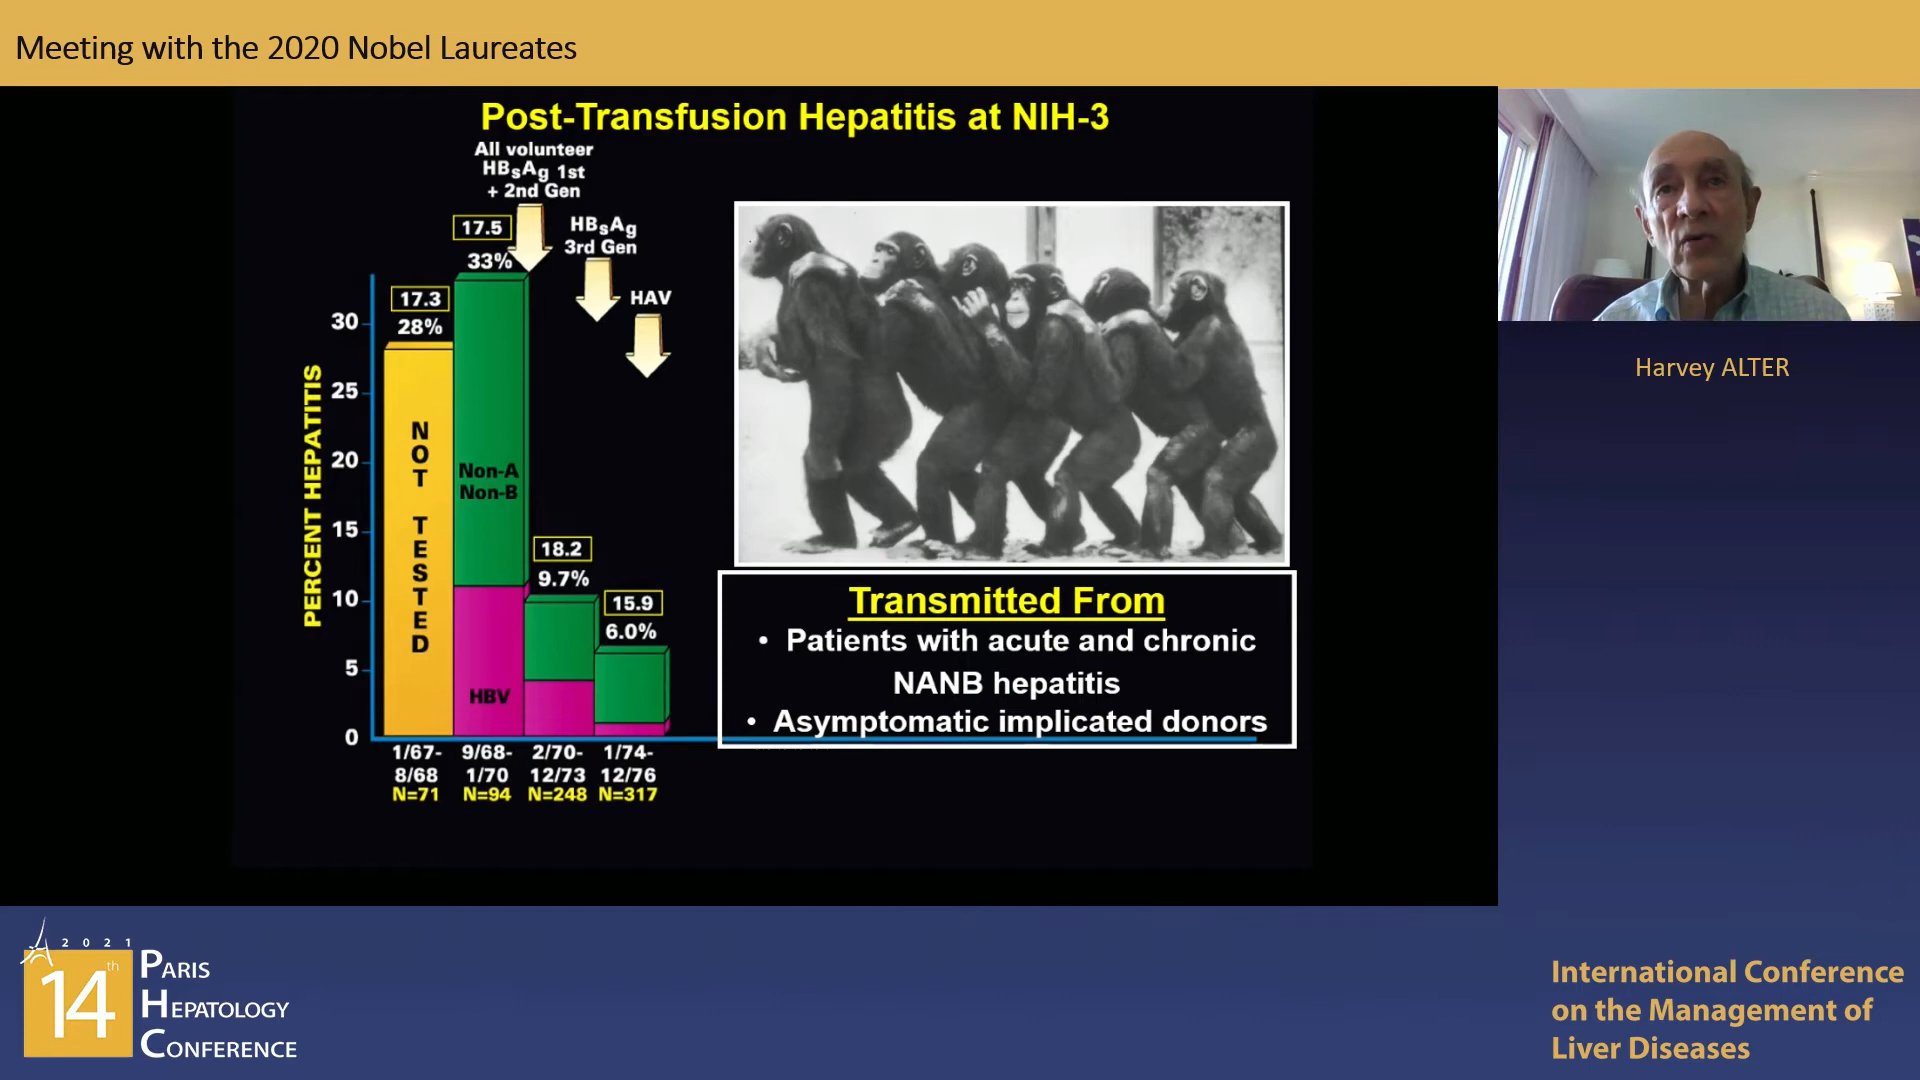 Meeting with the 2020 Nobel Laureates
Post-Transfusion Hepatitis at NIH-3
All volunteer
HBsAg 1st
+ 2nd Gen
HBsAg
3rd Gen
HAV
17.5
33%
17.3
28%
18.2
9.7%
15.9
6.0%
PERCENT HEPATITIS
30
25
20
15
10
5
0
NOT TESTED
Non-A
Non-B
HBV
1/67-
8/68
N=71
9/68-
1/70
N=94
2/70-
12/73
N=248
1/74-
12/76
N=317
Transmitted From
• Patients with acute and chronic
NANB hepatitis
• Asymptomatic implicated donors
Harvey ALTER
2021
14th
PARIS
HEPATOLOGY
CONFERENCE
International Conference
on the Management of
Liver Diseases